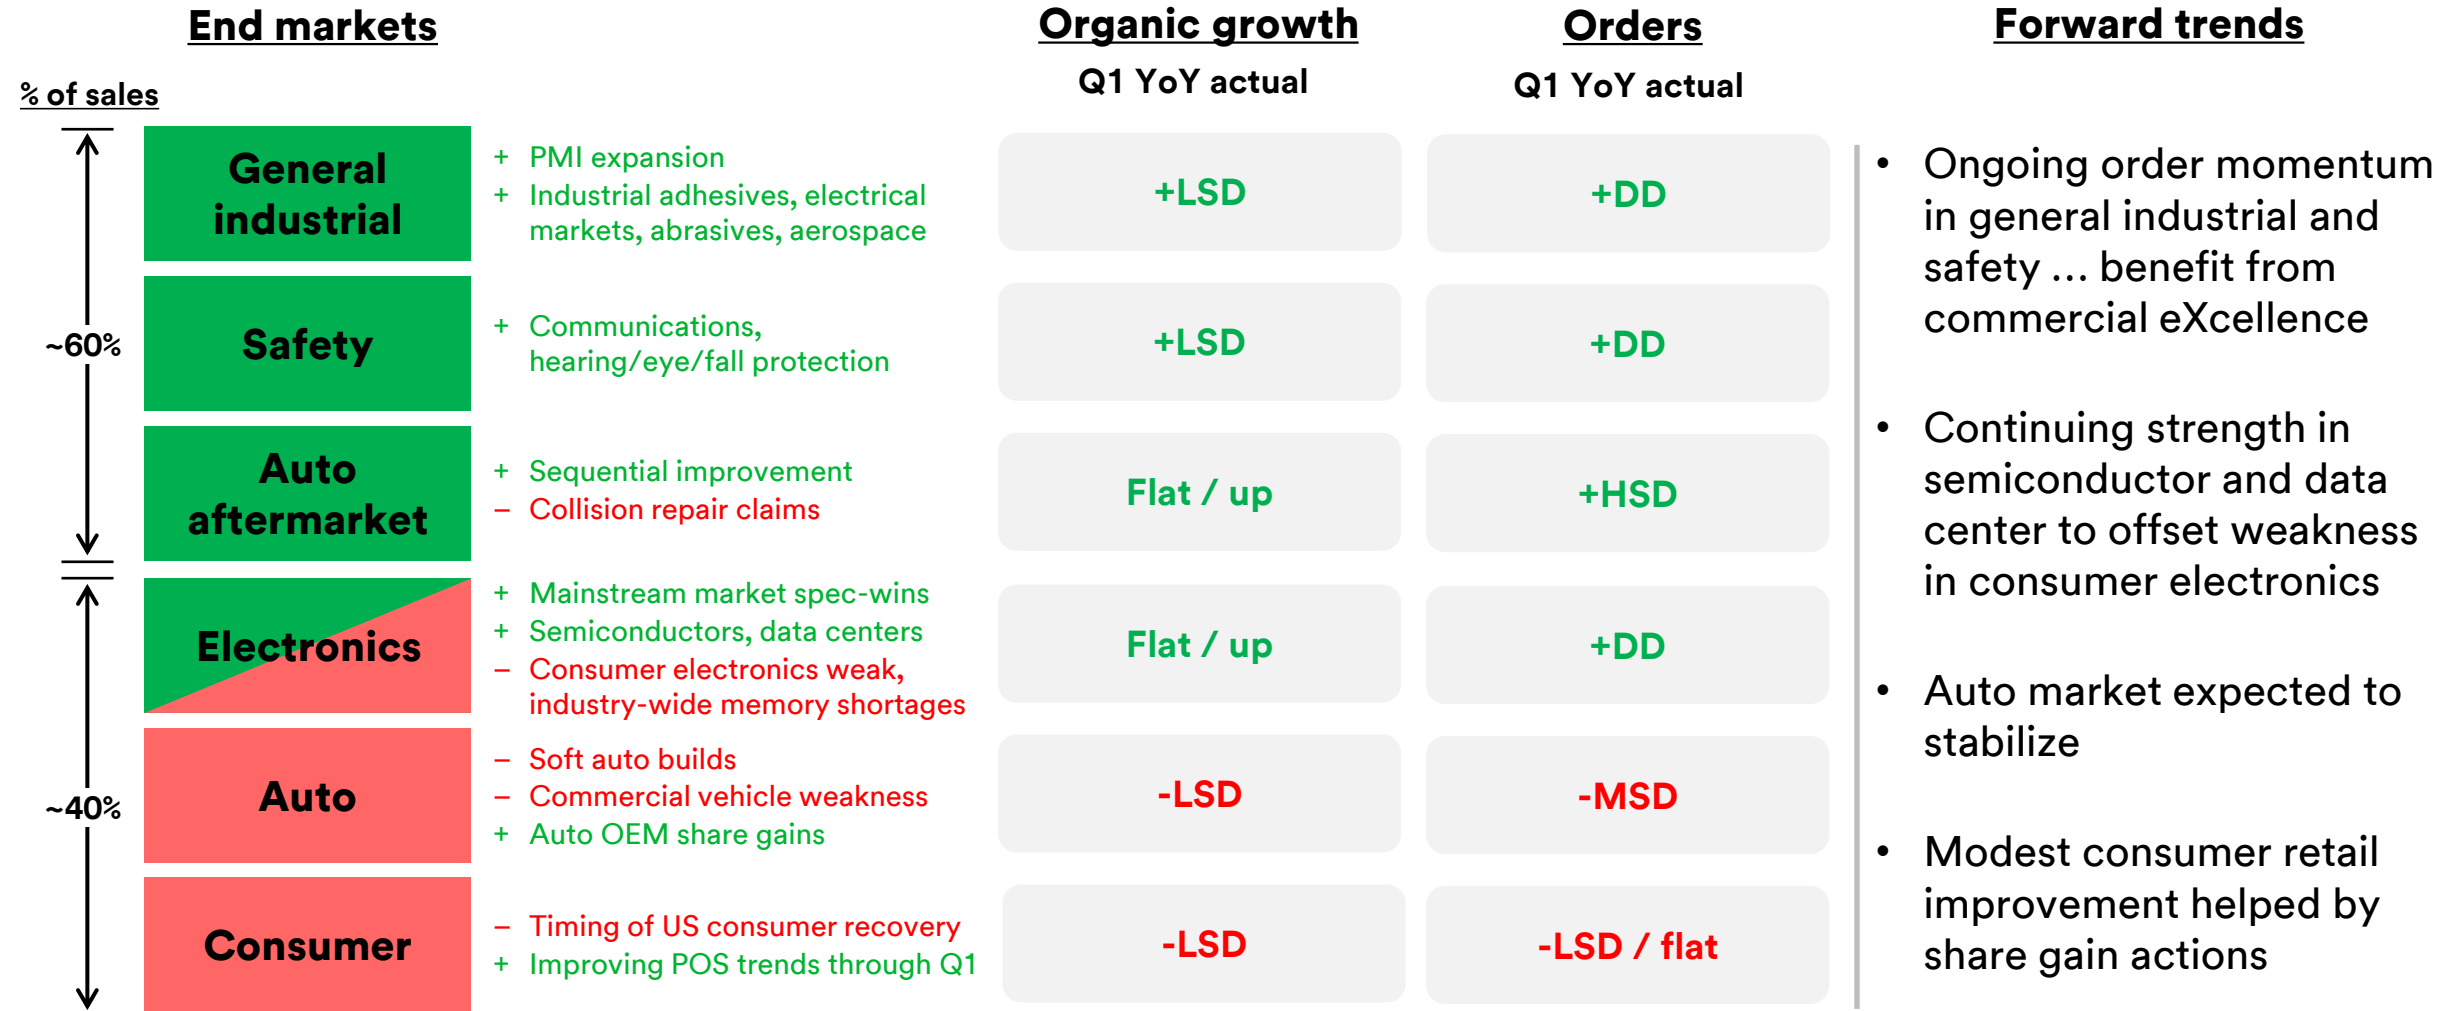 End markets
Organic growth
Orders
Forward trends
Q1 YoY actual
Q1 YoY actual
% of sales
~60%
General
industrial
+ PMI expansion
+ Industrial adhesives, electrical
markets, abrasives, aerospace
+LSD
+DD
Safety
+ Communications,
hearing/eye/fall protection
+LSD
+DD
Auto
aftermarket
+ Sequential improvement
– Collision repair claims
Flat / up
+HSD
~40%
Electronics
+ Mainstream market spec-wins
+ Semiconductors, data centers
– Consumer electronics weak,
industry-wide memory shortages
Flat / up
+DD
Auto
– Soft auto builds
– Commercial vehicle weakness
+ Auto OEM share gains
-LSD
-MSD
Consumer
– Timing of US consumer recovery
+ Improving POS trends through Q1
-LSD
-LSD / flat
• Ongoing order momentum
in general industrial and
safety … benefit from
commercial eXcellence
• Continuing strength in
semiconductor and data
center to offset weakness
in consumer electronics
• Auto market expected to
stabilize
• Modest consumer retail
improvement helped by
share gain actions